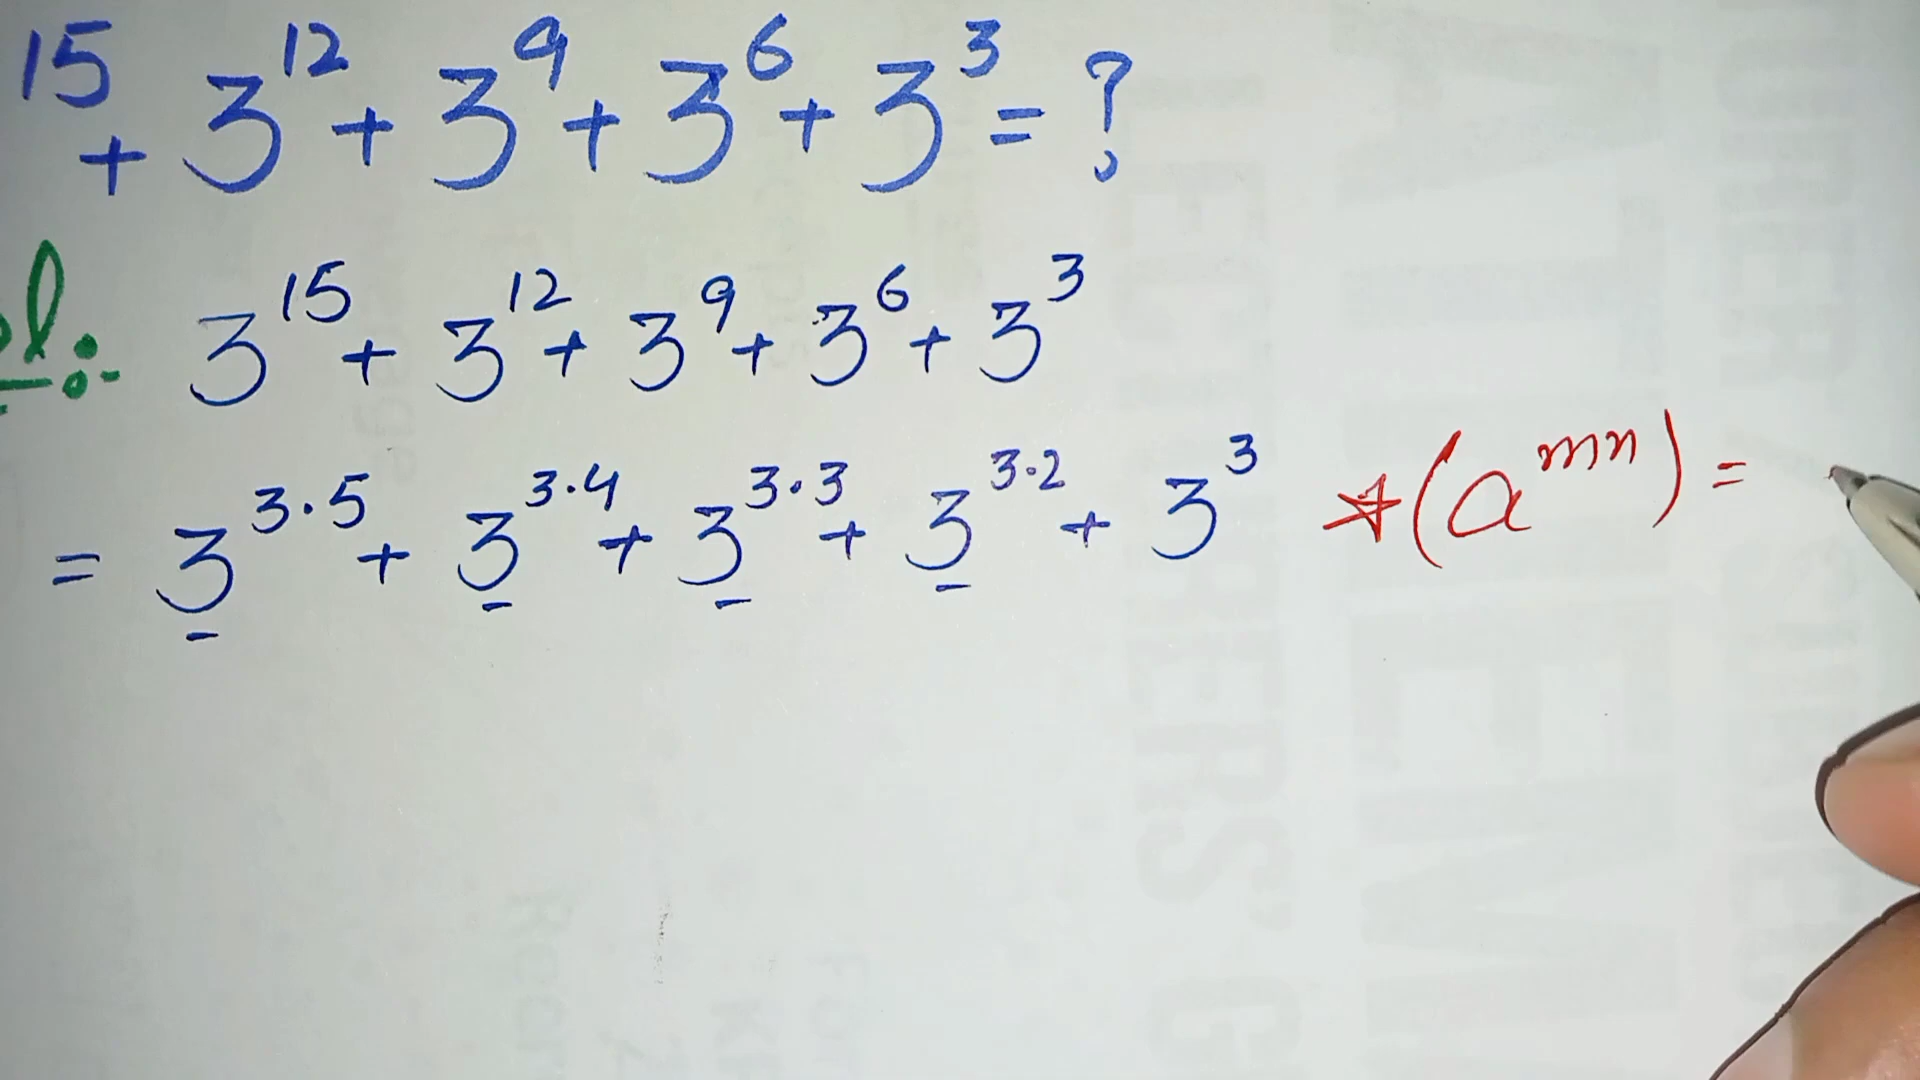 15 + 3^12 + 3^9 + 3^6 + 3^3 = ?
l:- 3^15 + 3^12 + 3^9 + 3^6 + 3^3
= 3^3·5 + 3^3·4 + 3^3·3 + 3^3·2 + 3^3 * (a^mn) =